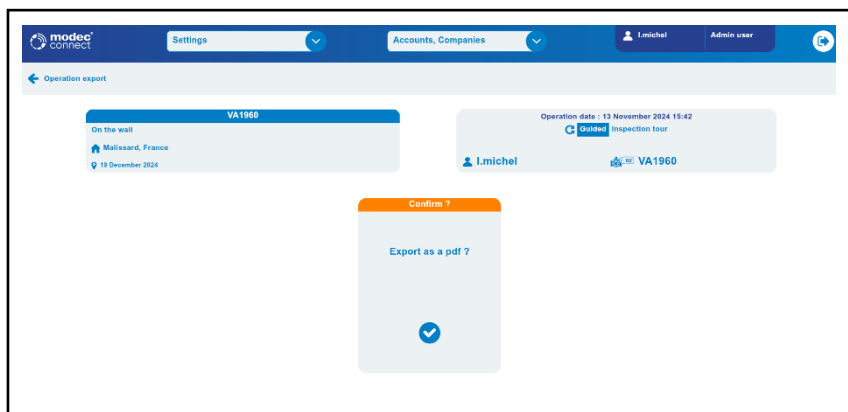 modec
connect
Settings
Accounts, Companies
l.michel
Admin user
Operation export
VA1960
On the wall
Malissard, France
19 December 2024
Operation date : 13 November 2024 15:42
Guided Inspection tour
l.michel
VA1960
Confirm ?
Export as a pdf ?